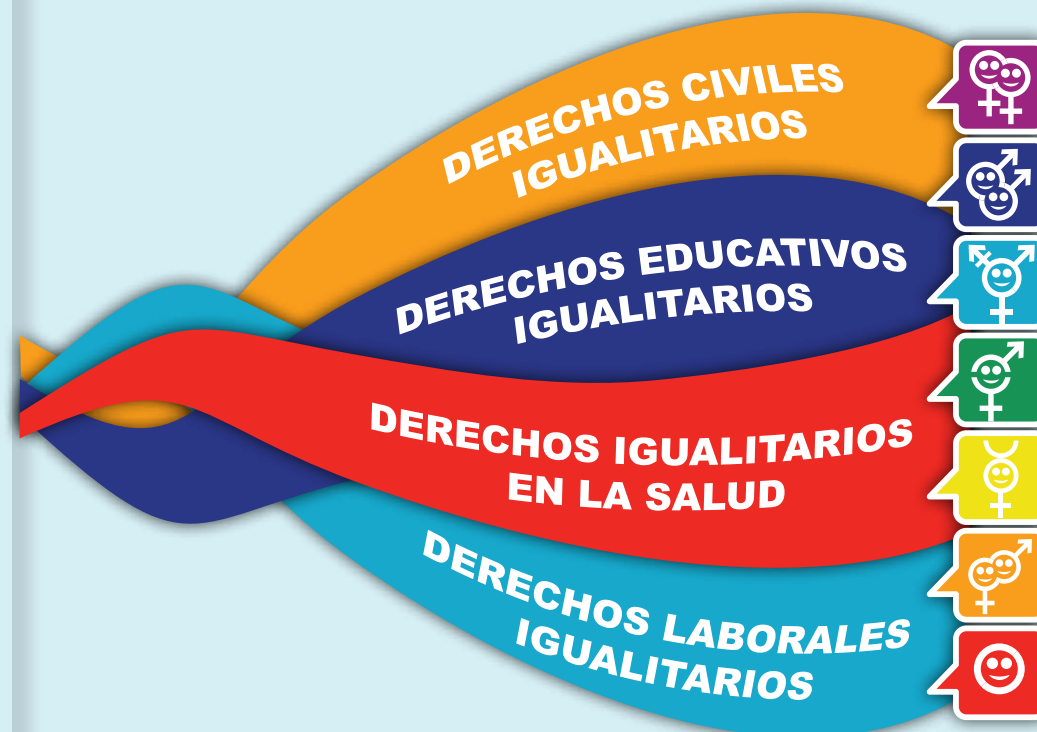 DERECHOS CIVILES
IGUALITARIOS
DERECHOS EDUCATIVOS
IGUALITARIOS
DERECHOS IGUALITARIOS
EN LA SALUD
DERECHOS LABORALES
IGUALITARIOS